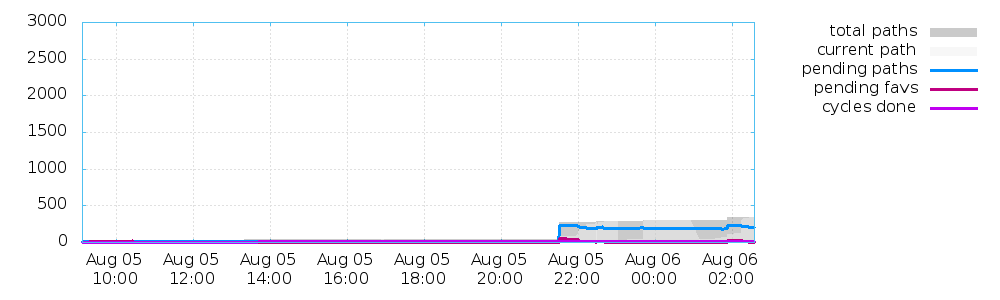 3000
2500
2000
1500
1000
500
0
Aug 05 Aug 05 Aug 05 Aug 05 Aug 05 Aug 05 Aug 05 Aug 06 Aug 06
10:00 12:00 14:00 16:00 18:00 20:00 22:00 00:00 02:00
total paths
current path
pending paths
pending favs
cycles done